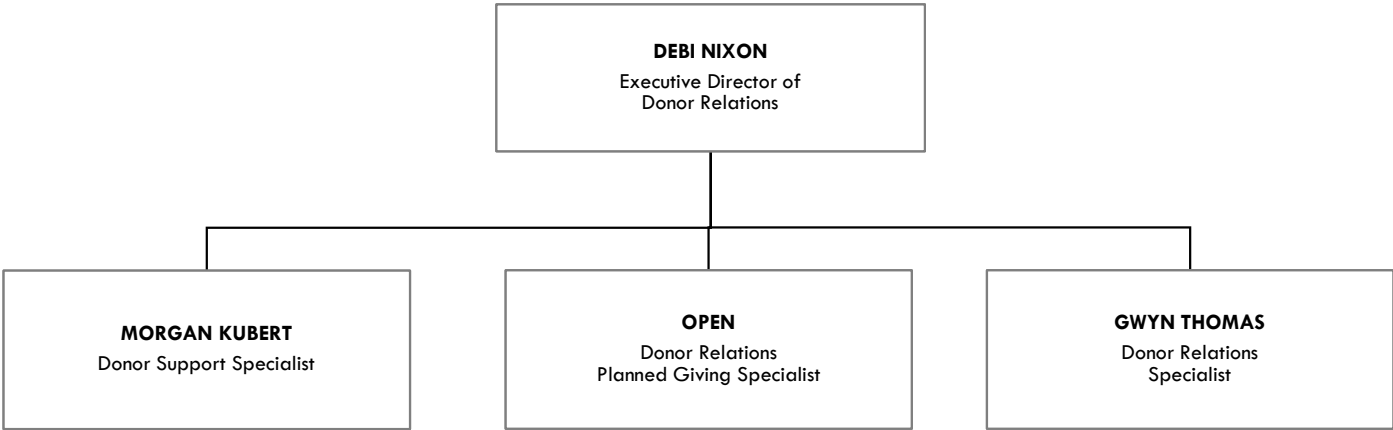 DEBI NIXON
Executive Director of
Donor Relations
MORGAN KUBERT
Donor Support Specialist
OPEN
Donor Relations
Planned Giving Specialist
GWYN THOMAS
Donor Relations
Specialist